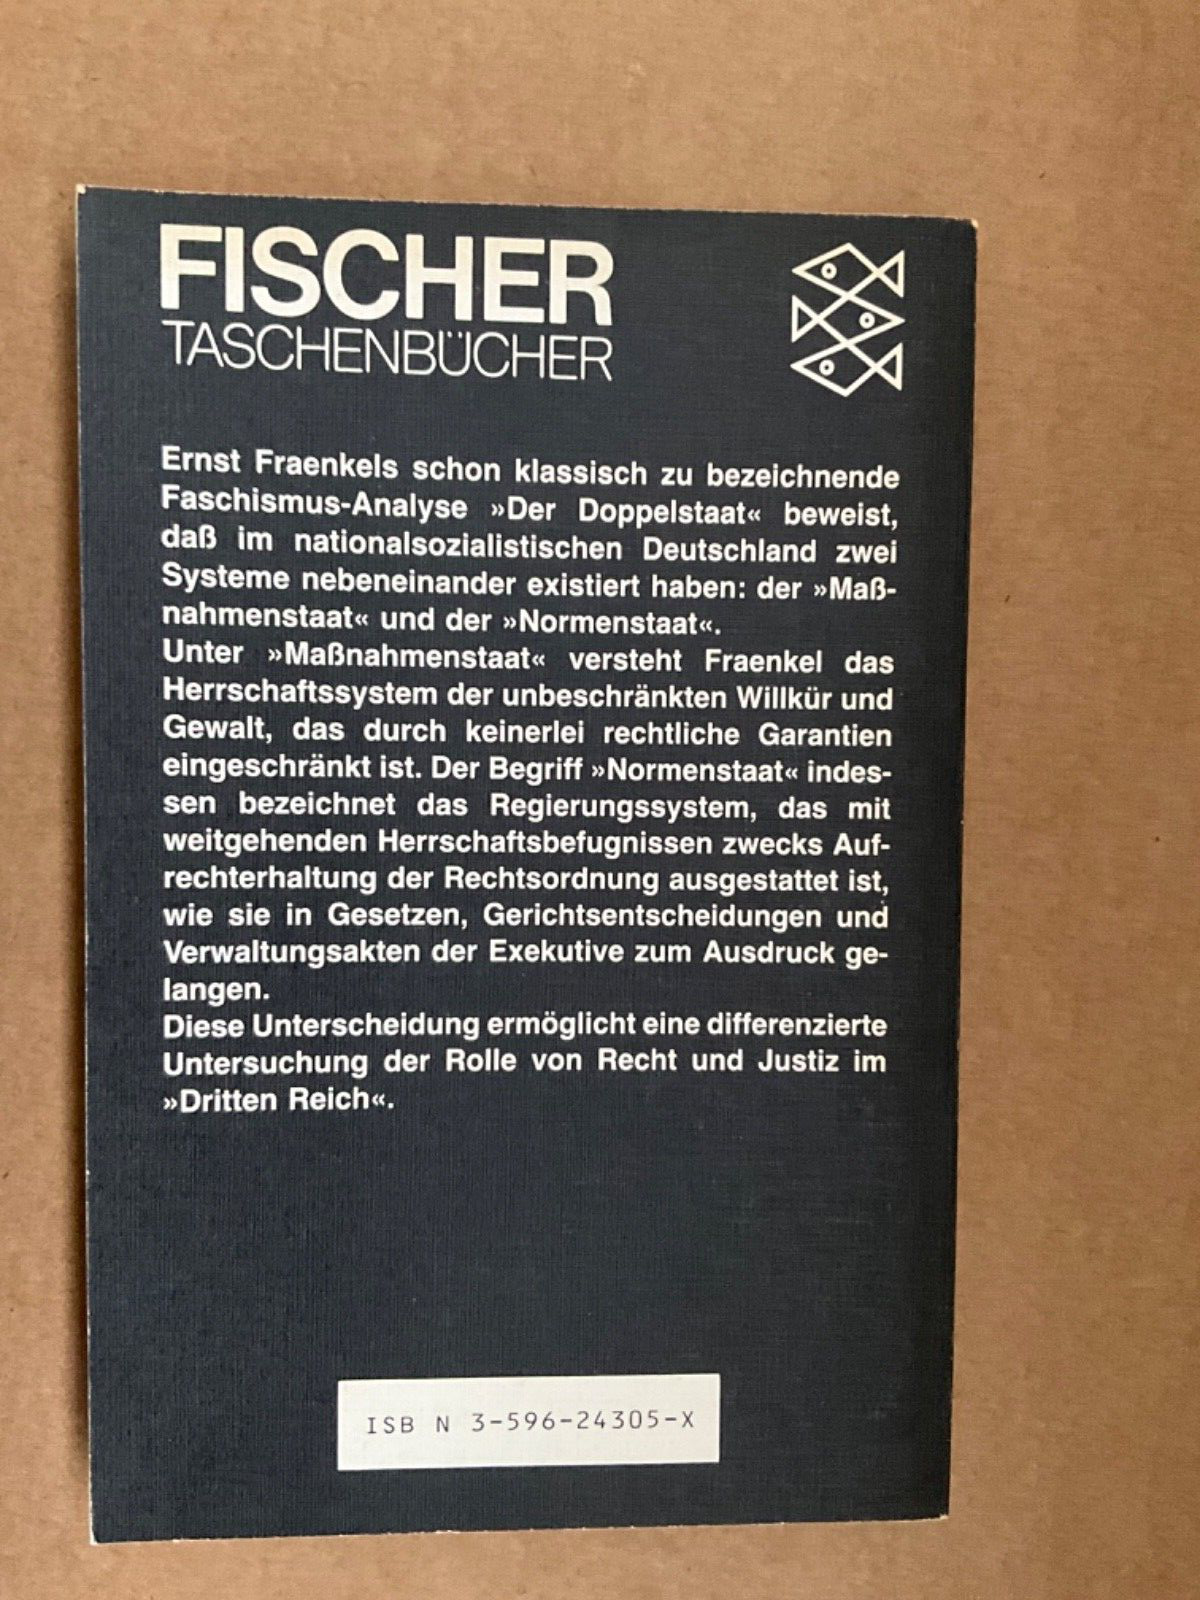 FISCHER
TASCHENBÜCHER
Ernst Fraenkels schon klassisch zu bezeichnende
Faschismus-Analyse »Der Doppelstaat« beweist,
daß im nationalsozialistischen Deutschland zwei
Systeme nebeneinander existiert haben: der »Maß-
nahmenstaat« und der »Normenstaat«.
Unter »Maßnahmenstaat« versteht Fraenkel das
Herrschaftssystem der unbeschränkten Willkür und
Gewalt, das durch keinerlei rechtliche Garantien
eingeschränkt ist. Der Begriff »Normenstaat« indes-
sen bezeichnet das Regierungssystem, das mit
weitgehenden Herrschaftsbefugnissen zwecks Auf-
rechterhaltung der Rechtsordnung ausgestattet ist,
wie sie in Gesetzen, Gerichtsentscheidungen und
Verwaltungsakten der Exekutive zum Ausdruck ge-
langen.
Diese Unterscheidung ermöglicht eine differenzierte
Untersuchung der Rolle von Recht und Justiz im
»Dritten Reich«.
ISB N 3-596-24305-X